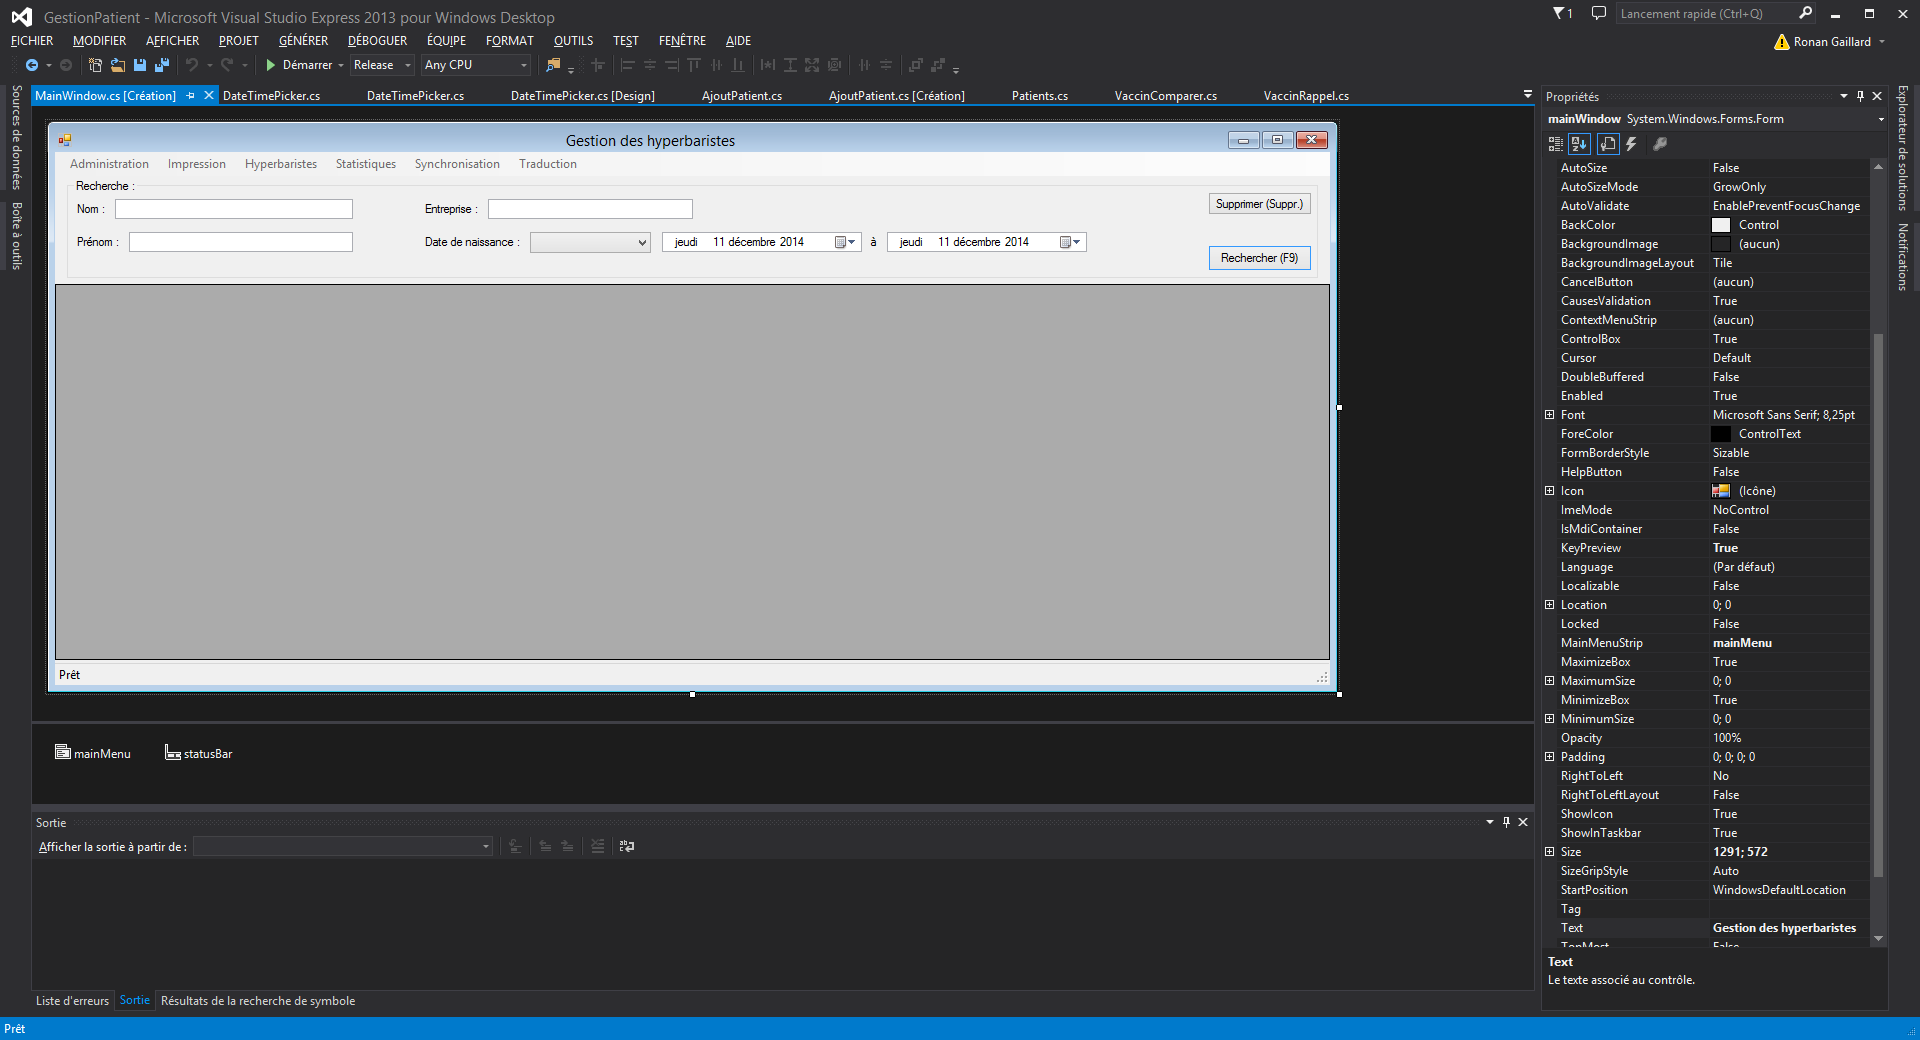 GestionPatient - Microsoft Visual Studio Express 2013 pour Windows Desktop
1
Lancement rapide (Ctrl+Q)
FICHIER MODIFIER AFFICHER PROJET GÉNÉRER DÉBOGUER ÉQUIPE FORMAT OUTILS TEST FENÊTRE AIDE
Ronan Gaillard
Démarrer Release Any CPU
Sources de données
Boîte à outils
MainWindow.cs [Création] DateTimePicker.cs DateTimePicker.cs DateTimePicker.cs [Design] AjoutPatient.cs AjoutPatient.cs [Création] Patients.cs VaccinComparer.cs VaccinRappel.cs
Gestion des hyperbaristes
Administration Impression Hyperbaristes Statistiques Synchronisation Traduction
Recherche :
Nom : Entreprise : Supprimer (Suppr.)
Prénom : Date de naissance : jeudi 11 décembre 2014 à jeudi 11 décembre 2014
Rechercher (F9)
Prêt
mainMenu statusBar
Sortie
Afficher la sortie à partir de :
Liste d'erreurs Sortie Résultats de la recherche de symbole
Prêt
Propriétés
mainWindow System.Windows.Forms.Form
AutoSize False
AutoSizeMode GrowOnly
AutoValidate EnablePreventFocusChange
BackColor Control
BackgroundImage (aucun)
BackgroundImageLayout Tile
CancelButton (aucun)
CausesValidation True
ContextMenuStrip (aucun)
ControlBox True
Cursor Default
DoubleBuffered False
Enabled True
Font Microsoft Sans Serif; 8,25pt
ForeColor ControlText
FormBorderStyle Sizable
HelpButton False
Icon (Icône)
ImeMode NoControl
IsMdiContainer False
KeyPreview True
Language (Par défaut)
Localizable False
Location 0; 0
Locked False
MainMenuStrip mainMenu
MaximizeBox True
MaximumSize 0; 0
MinimizeBox True
MinimumSize 0; 0
Opacity 100%
Padding 0; 0; 0; 0
RightToLeft No
RightToLeftLayout False
ShowIcon True
ShowInTaskbar True
Size 1291; 572
SizeGripStyle Auto
StartPosition WindowsDefaultLocation
Tag
Text Gestion des hyperbaristes
TopMost False
Text
Le texte associé au contrôle.
Explorateur de solutions
Notifications